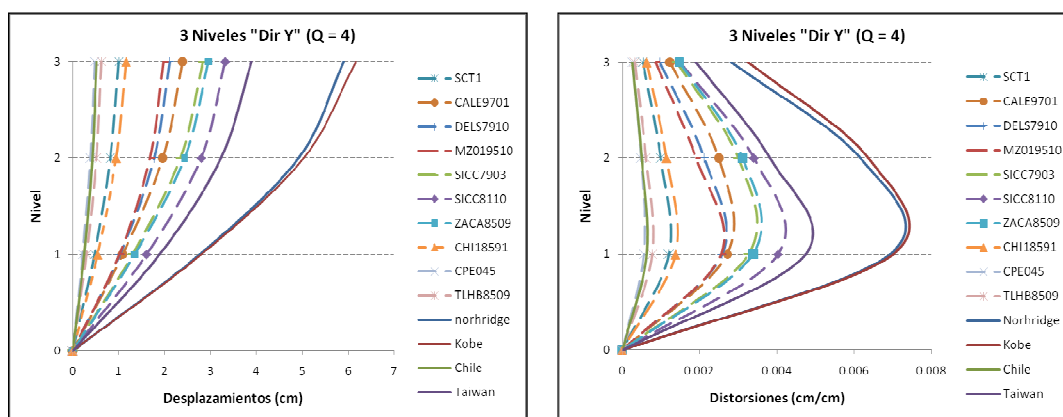 3 Niveles "Dir Y" (Q = 4)
3
2
1
0
Nivel
0
1
2
3
4
5
6
7
Desplazamientos (cm)
SCT1
CALE9701
DELS7910
MZ019510
SICC7903
SICC8110
ZACA8509
CHI18591
CPE045
TLHB8509
norhridge
Kobe
Chile
Taiwan
3 Niveles "Dir Y" (Q = 4)
3
2
1
0
Nivel
0
0.002
0.004
0.006
0.008
Distorsiones (cm/cm)
SCT1
CALE9701
DELS7910
MZ019510
SICC7903
SICC8110
ZACA8509
CHI18591
CPE045
TLHB8509
Norhridge
Kobe
Chile
Taiwan